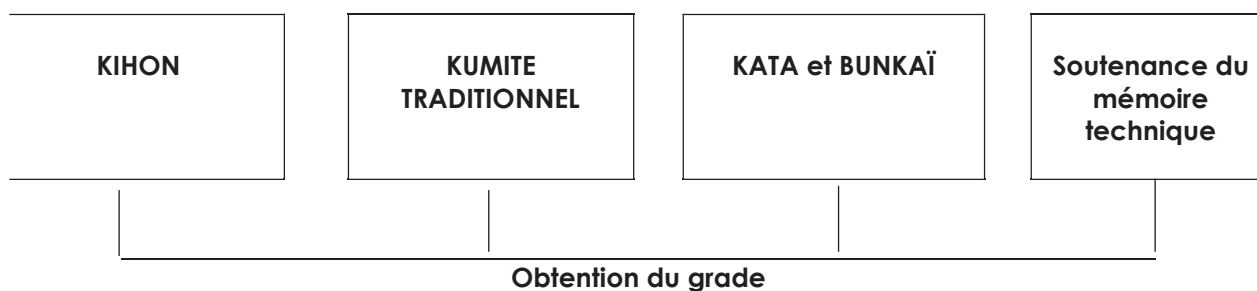 KIHON
KUMITE
TRADITIONNEL
KATA et BUNKAÏ
Soutenance du
mémoire
technique
Obtention du grade